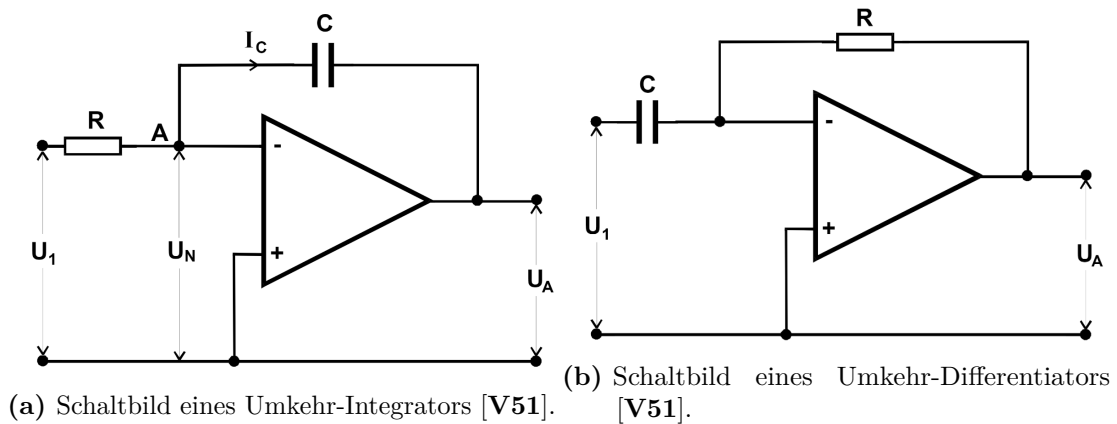 C
I_C
R
A
-
+
U_1
U_N
U_A
(a) Schaltbild eines Umkehr-Integrators [V51].
R
C
-
+
U_1
U_A
(b) Schaltbild eines Umkehr-Differentiators
[V51].